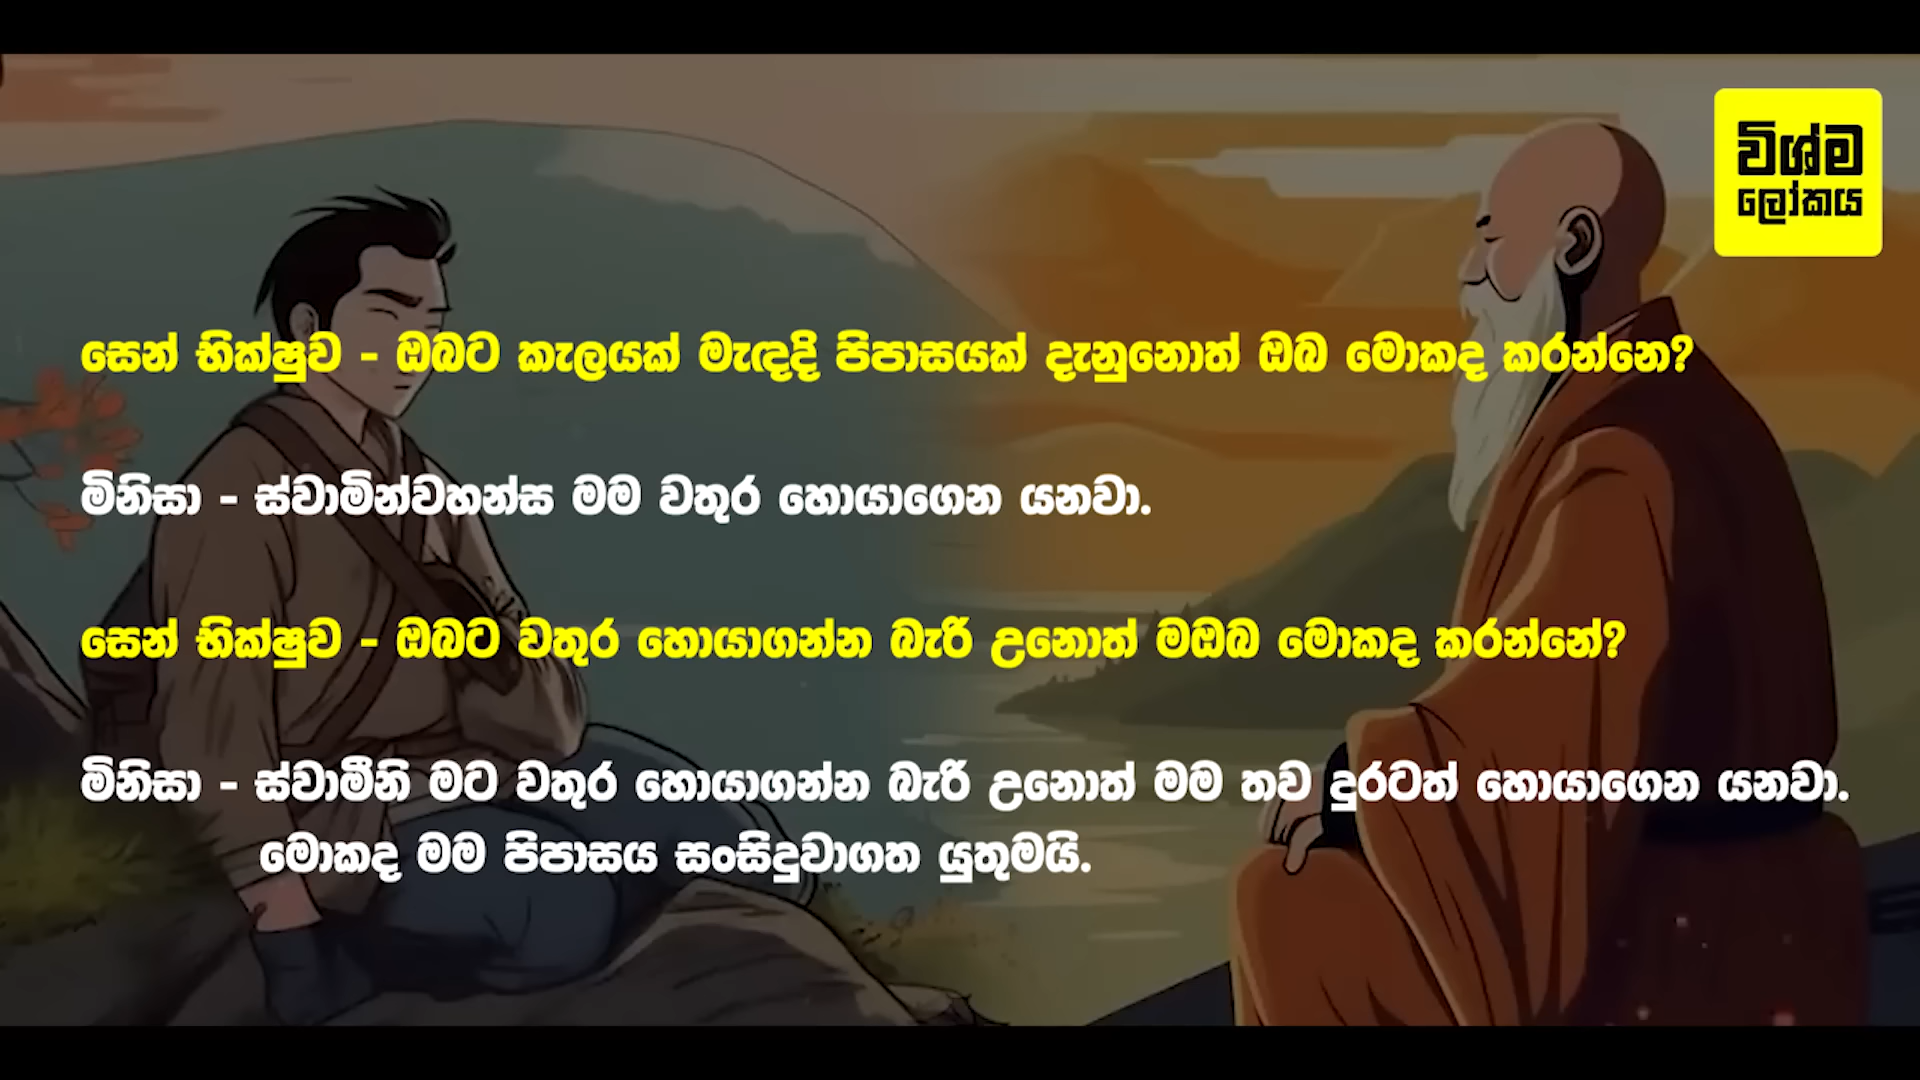 විශ්ම
ලෝකය
සෙන් භික්ෂුව - ඔබට කැලයක් මැඳදි පිපාසයක් දැනුනොත් ඔබ මොකද කරන්නෙ?
මිනිසා - ස්වාමින්වහන්ස මම වතුර හොයාගෙන යනවා.
සෙන් භික්ෂුව - ඔබට වතුර හොයාගන්න බැරි උනොත් මඔබ මොකද කරන්නේ?
මිනිසා - ස්වාමීනි මට වතුර හොයාගන්න බැරි උනොත් මම තව දුරටත් හොයාගෙන යනවා.
මොකද මම පිපාසය සංසිදුවාගත යුතුමයි.